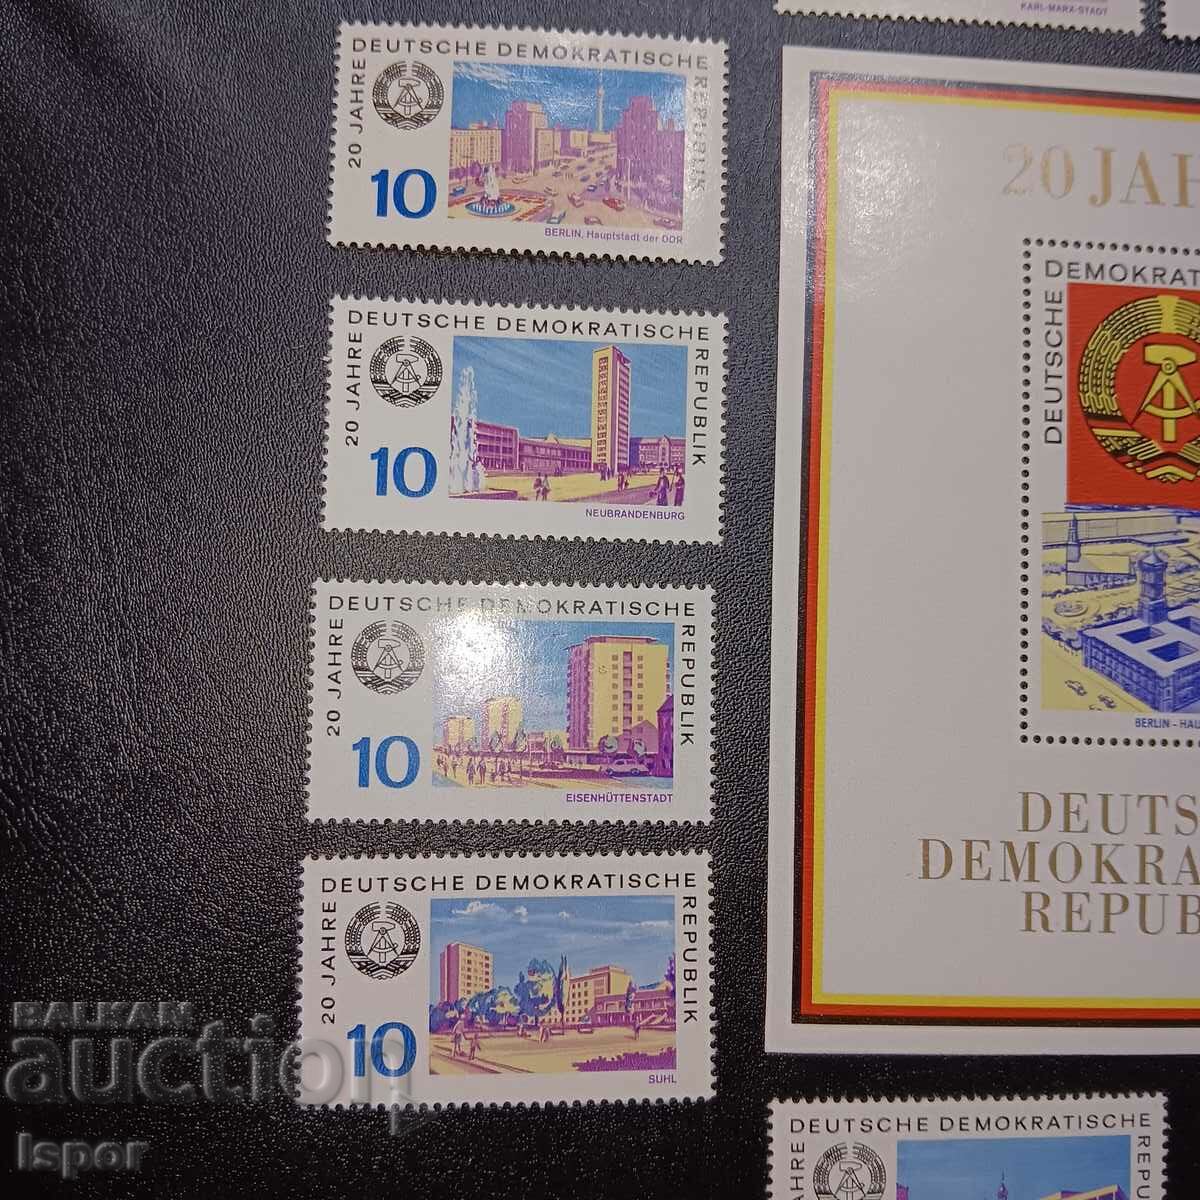 DEUTSCHE DEMOKRATISCHE
REPUBLIK
20 JAHRE
10
BERLIN, Hauptstadt der DDR
DEUTSCHE DEMOKRATISCHE
REPUBLIK
20 JAHRE
10
NEUBRANDENBURG
DEUTSCHE DEMOKRATISCHE
REPUBLIK
20 JAHRE
10
EISENHÜTTENSTADT
DEUTSCHE DEMOKRATISCHE
REPUBLIK
20 JAHRE
10
SUHL
KARL-MARX-STADT
20 JAH
DEUTSCHE
DEMOKRAT
BERLIN - HAU
DEUTS
DEMOKRA
REPUB
DEUTSCHE DEMOKRATISCHE
REPUBL
JAHRE
BALKAN
auction
Ispor